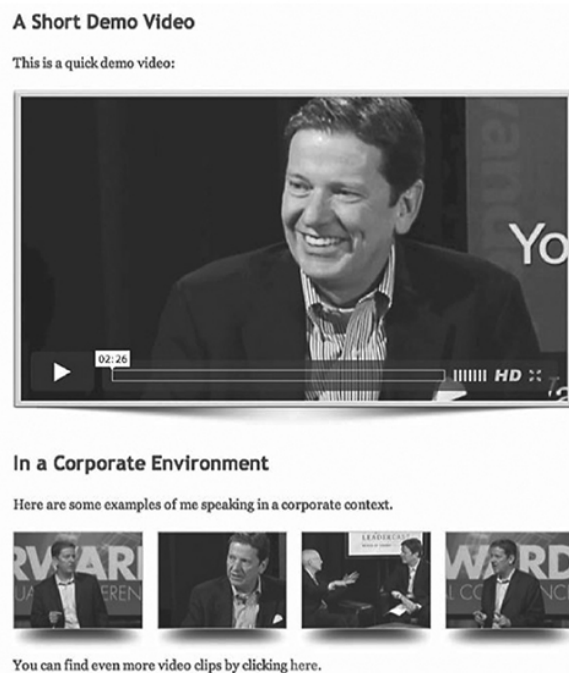 A Short Demo Video
This is a quick demo video:
Yo
02:26
HD
In a Corporate Environment
Here are some examples of me speaking in a corporate context.
RWARD
LEADERCAST
WARD
You can find even more video clips by clicking here.